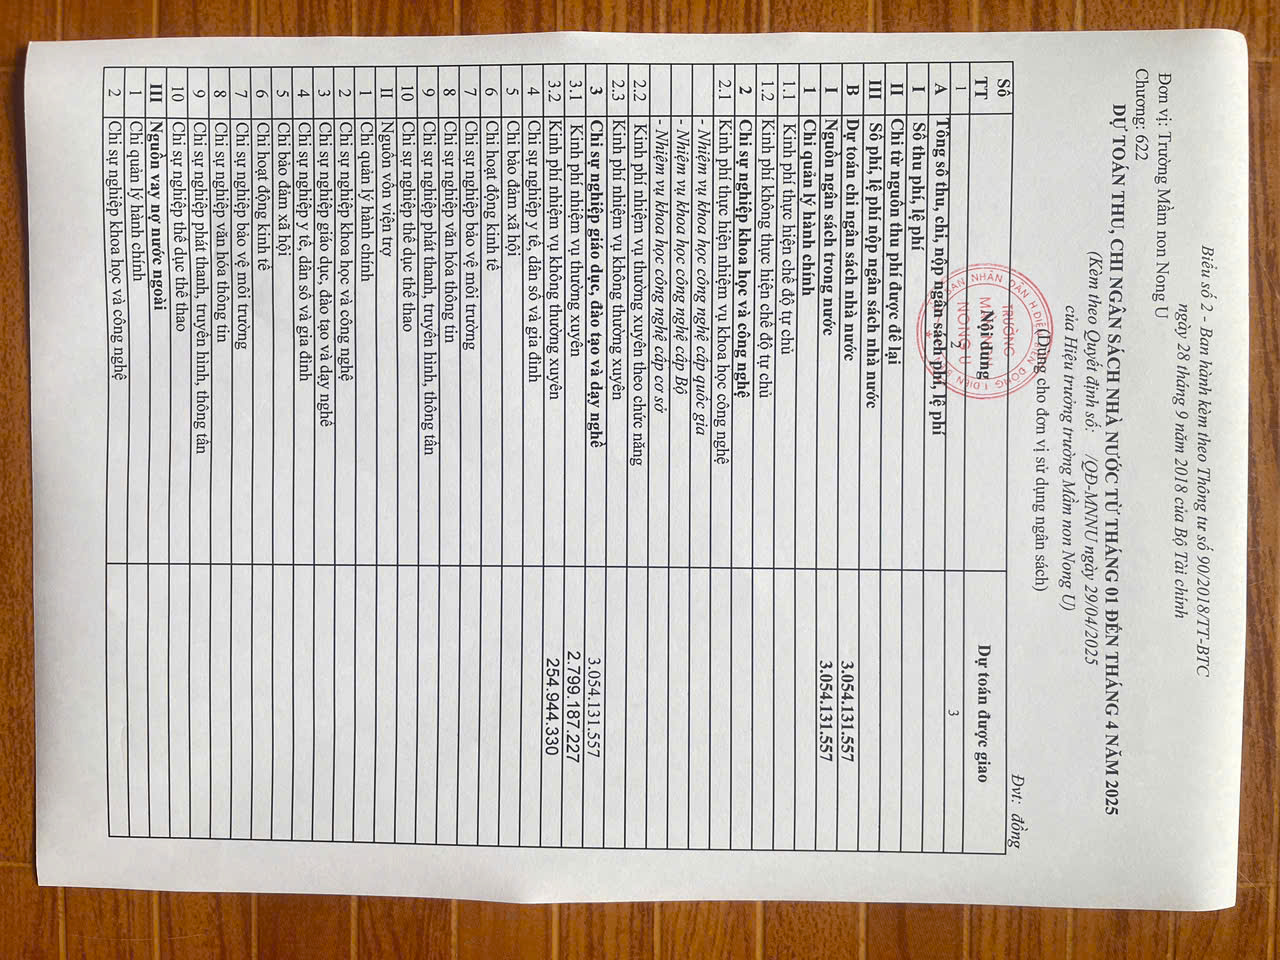 Biểu số 2 - Ban hành kèm theo Thông tư số 90/2018/TT-BTC
ngày 28 tháng 9 năm 2018 của Bộ Tài chính
Đơn vị: Trường Mầm non Nong U
Chương: 622
DỰ TOÁN THU, CHI NGÂN SÁCH NHÀ NƯỚC TỪ THÁNG 01 ĐẾN THÁNG 4 NĂM 2025
(Kèm theo Quyết định số: /QĐ-MNNU ngày 29/04/2025
của Hiệu trưởng trường Mầm non Nong U)
(Dùng cho đơn vị sử dụng ngân sách)
Đvt: đồng
Số TT Nội dung Dự toán được giao
1 2 3
A Tổng số thu, chi, nộp ngân sách phí, lệ phí
I Số thu phí, lệ phí
II Chi từ nguồn thu phí được để lại
III Số phí, lệ phí nộp ngân sách nhà nước
B Dự toán chi ngân sách nhà nước 3.054.131.557
I Nguồn ngân sách trong nước 3.054.131.557
1 Chi quản lý hành chính
1.1 Kinh phí thực hiện chế độ tự chủ
1.2 Kinh phí không thực hiện chế độ tự chủ
2 Chi sự nghiệp khoa học và công nghệ
2.1 Kinh phí thực hiện nhiệm vụ khoa học công nghệ
- Nhiệm vụ khoa học công nghệ cấp quốc gia
- Nhiệm vụ khoa học công nghệ cấp Bộ
- Nhiệm vụ khoa học công nghệ cấp cơ sở
2.2 Kinh phí nhiệm vụ thường xuyên theo chức năng
2.3 Kinh phí nhiệm vụ không thường xuyên
3 Chi sự nghiệp giáo dục, đào tạo và dạy nghề 3.054.131.557
3.1 Kinh phí nhiệm vụ thường xuyên 2.799.187.227
3.2 Kinh phí nhiệm vụ không thường xuyên 254.944.330
4 Chi sự nghiệp y tế, dân số và gia đình
5 Chi bảo đảm xã hội
6 Chi hoạt động kinh tế
7 Chi sự nghiệp bảo vệ môi trường
8 Chi sự nghiệp văn hóa thông tin
9 Chi sự nghiệp phát thanh, truyền hình, thông tấn
10 Chi sự nghiệp thể dục thể thao
II Nguồn vốn viện trợ
1 Chi quản lý hành chính
2 Chi sự nghiệp khoa học và công nghệ
3 Chi sự nghiệp giáo dục, đào tạo và dạy nghề
4 Chi sự nghiệp y tế, dân số và gia đình
5 Chi bảo đảm xã hội
6 Chi hoạt động kinh tế
7 Chi sự nghiệp bảo vệ môi trường
8 Chi sự nghiệp văn hóa thông tin
9 Chi sự nghiệp phát thanh, truyền hình, thông tấn
10 Chi sự nghiệp thể dục thể thao
III Nguồn vay nợ nước ngoài
1 Chi quản lý hành chính
2 Chi sự nghiệp khoa học và công nghệ
TRƯỜNG
NONG U